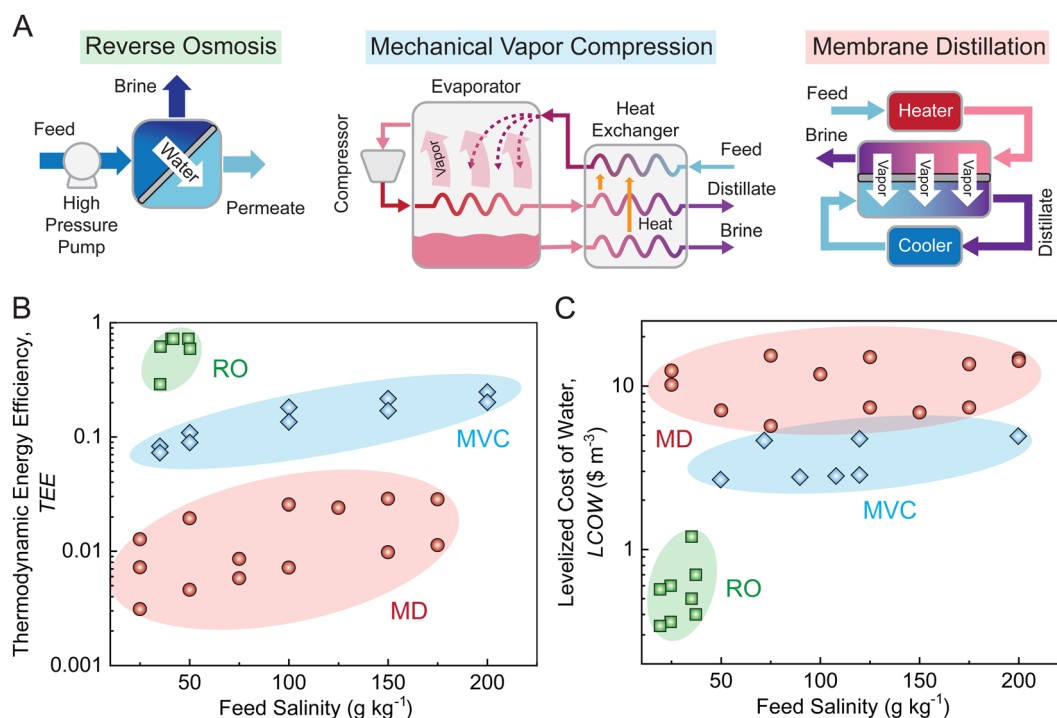 A
Reverse Osmosis
Brine
Feed
Water
High
Pressure
Pump
Permeate
Mechanical Vapor Compression
Evaporator
Compressor
Vapor
Heat
Exchanger
Feed
Distillate
Heat
Brine
Membrane Distillation
Feed
Heater
Brine
Vapor
Vapor
Vapor
Cooler
Distillate
B
Thermodynamic Energy Efficiency,
TEE
1
0.1
0.01
0.001
RO
MVC
MD
50
100
150
200
Feed Salinity (g kg⁻¹)
C
Levelized Cost of Water,
LCOW ($ m⁻³)
10
1
MD
MVC
RO
50
100
150
200
Feed Salinity (g kg⁻¹)